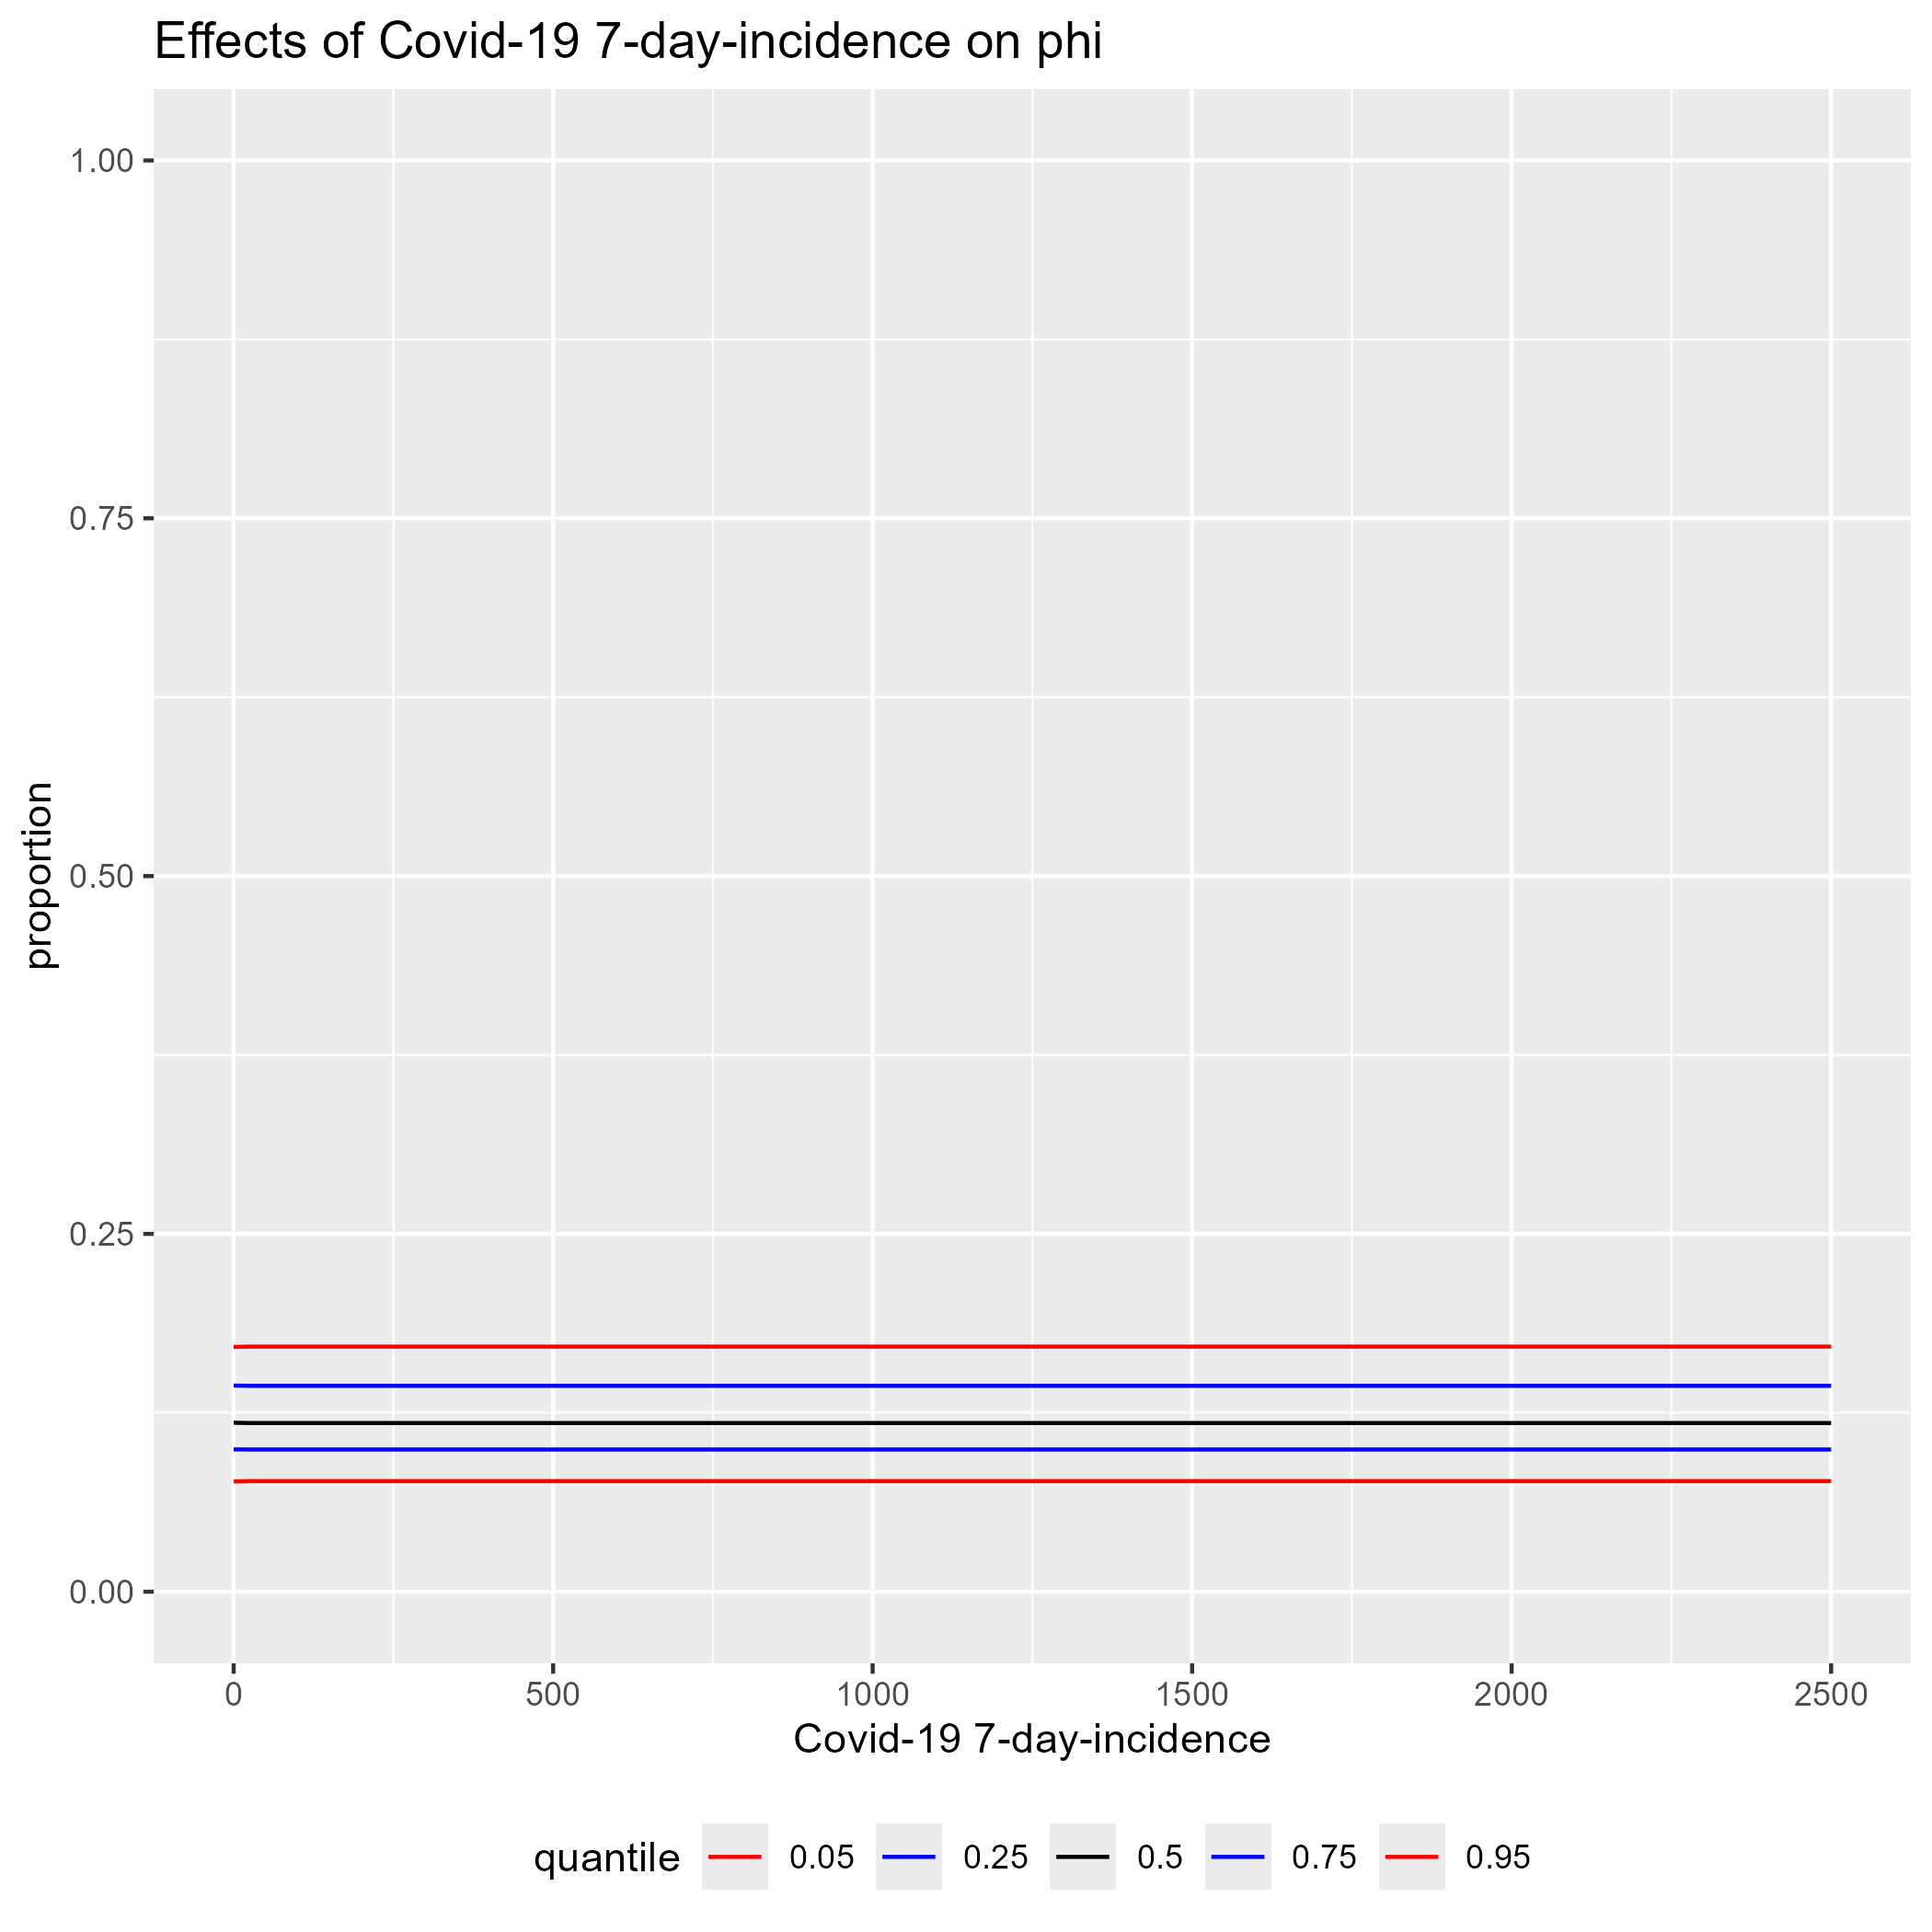 Effects of Covid-19 7-day-incidence on phi
1.00
0.75
0.50
0.25
0.00
proportion
0 500 1000 1500 2000 2500
Covid-19 7-day-incidence
quantile 0.05 0.25 0.5 0.75 0.95